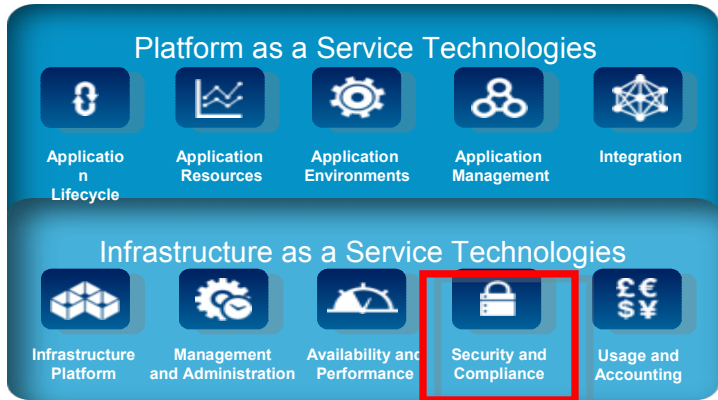 Platform as a Service Technologies
Applicatio
n
Lifecycle
Application
Resources
Application
Environments
Application
Management
Integration
Infrastructure as a Service Technologies
Infrastructure
Platform
Management
and Administration
Availability and
Performance
Security and
Compliance
£€
$¥
Usage and
Accounting